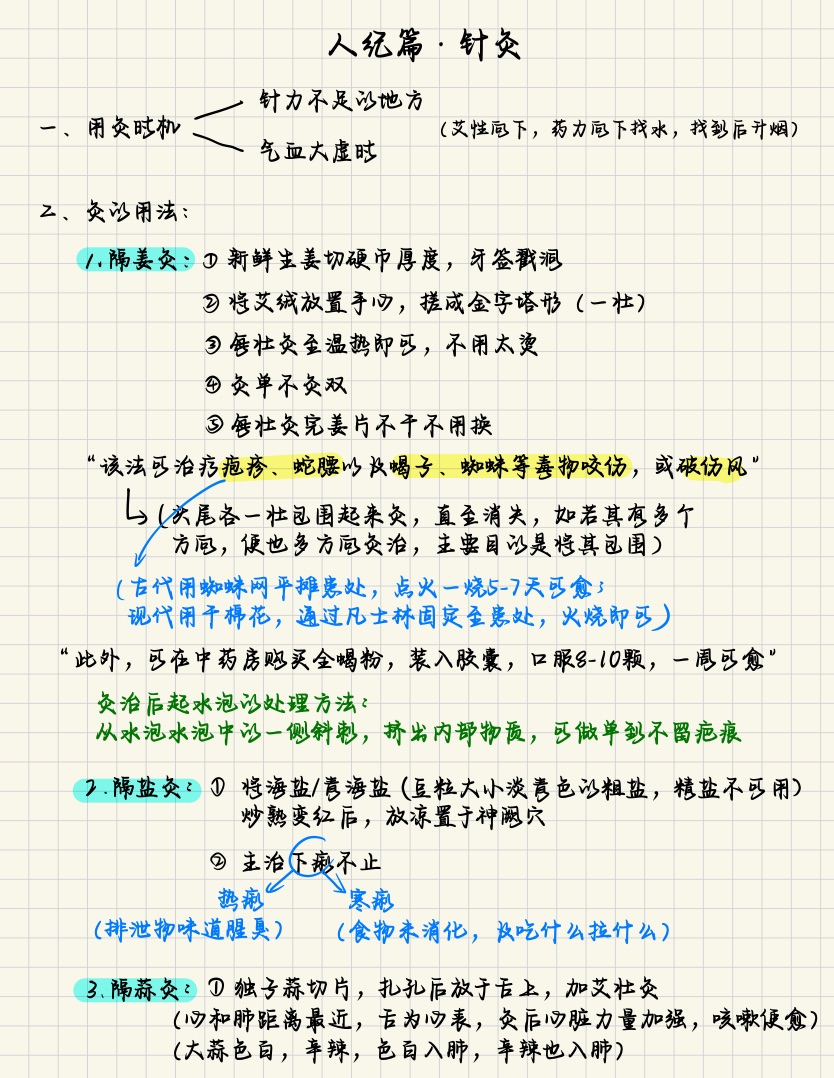 人纪篇·针灸
针力不足的地方
一、用灸时机
(艾性向下，药力向下找水，找到后升烟)
气血大虚时
二、灸的用法：
1.隔姜灸：① 新鲜生姜切硬币厚度，牙签戳洞
② 将艾绒放置手心，搓成金字塔形（一壮）
③ 每壮灸至温热即可，不用太烫
④ 灸单不灸双
⑤ 每壮灸完姜片不干不用换
“该法可治疗疱疹、蛇腰以及蝎子、蜘蛛等毒物咬伤，或破伤风”
(头尾各一壮包围起来灸，直至消失，如若其有多个
方向，便也多方向灸治，主要目的是将其包围)
(古代用蜘蛛网平摊患处，点火一烧5-7天可愈；
现代用干棉花，通过凡士林固定至患处，火烧即可)
“此外，可在中药房购买全蝎粉，装入胶囊，口服8-10颗，一周可愈”
灸治后起水泡的处理方法：
从水泡水泡中的一侧斜刺，挤出内部物质，可做单到不留疤痕
2.隔盐灸：① 将海盐/青海盐(豆粒大小淡青色的粗盐，精盐不可用)
炒熟变红后，放凉置于神阙穴
② 主治下痢不止
热痢
寒痢
(排泄物味道腥臭)
(食物未消化，及吃什么拉什么)
3.隔蒜灸：① 独子蒜切片，扎孔后放于舌上，加艾壮灸
(心和肺距离最近，舌为心表，灸后心脏力量加强，咳嗽便愈)
(大蒜色白，辛辣，色白入肺，辛辣也入肺)